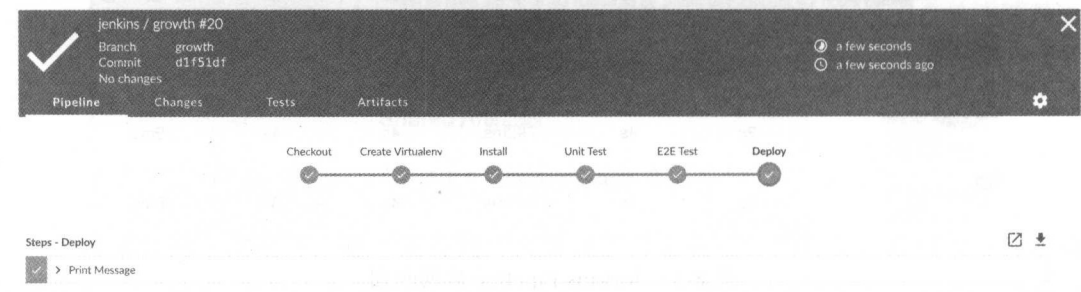 jenkins / growth #20
Branch growth
Commit d1f51df
No changes
a few seconds
a few seconds ago
Pipeline Changes Tests Artifacts
Checkout Create Virtualenv Install Unit Test E2E Test Deploy
Steps - Deploy
Print Message